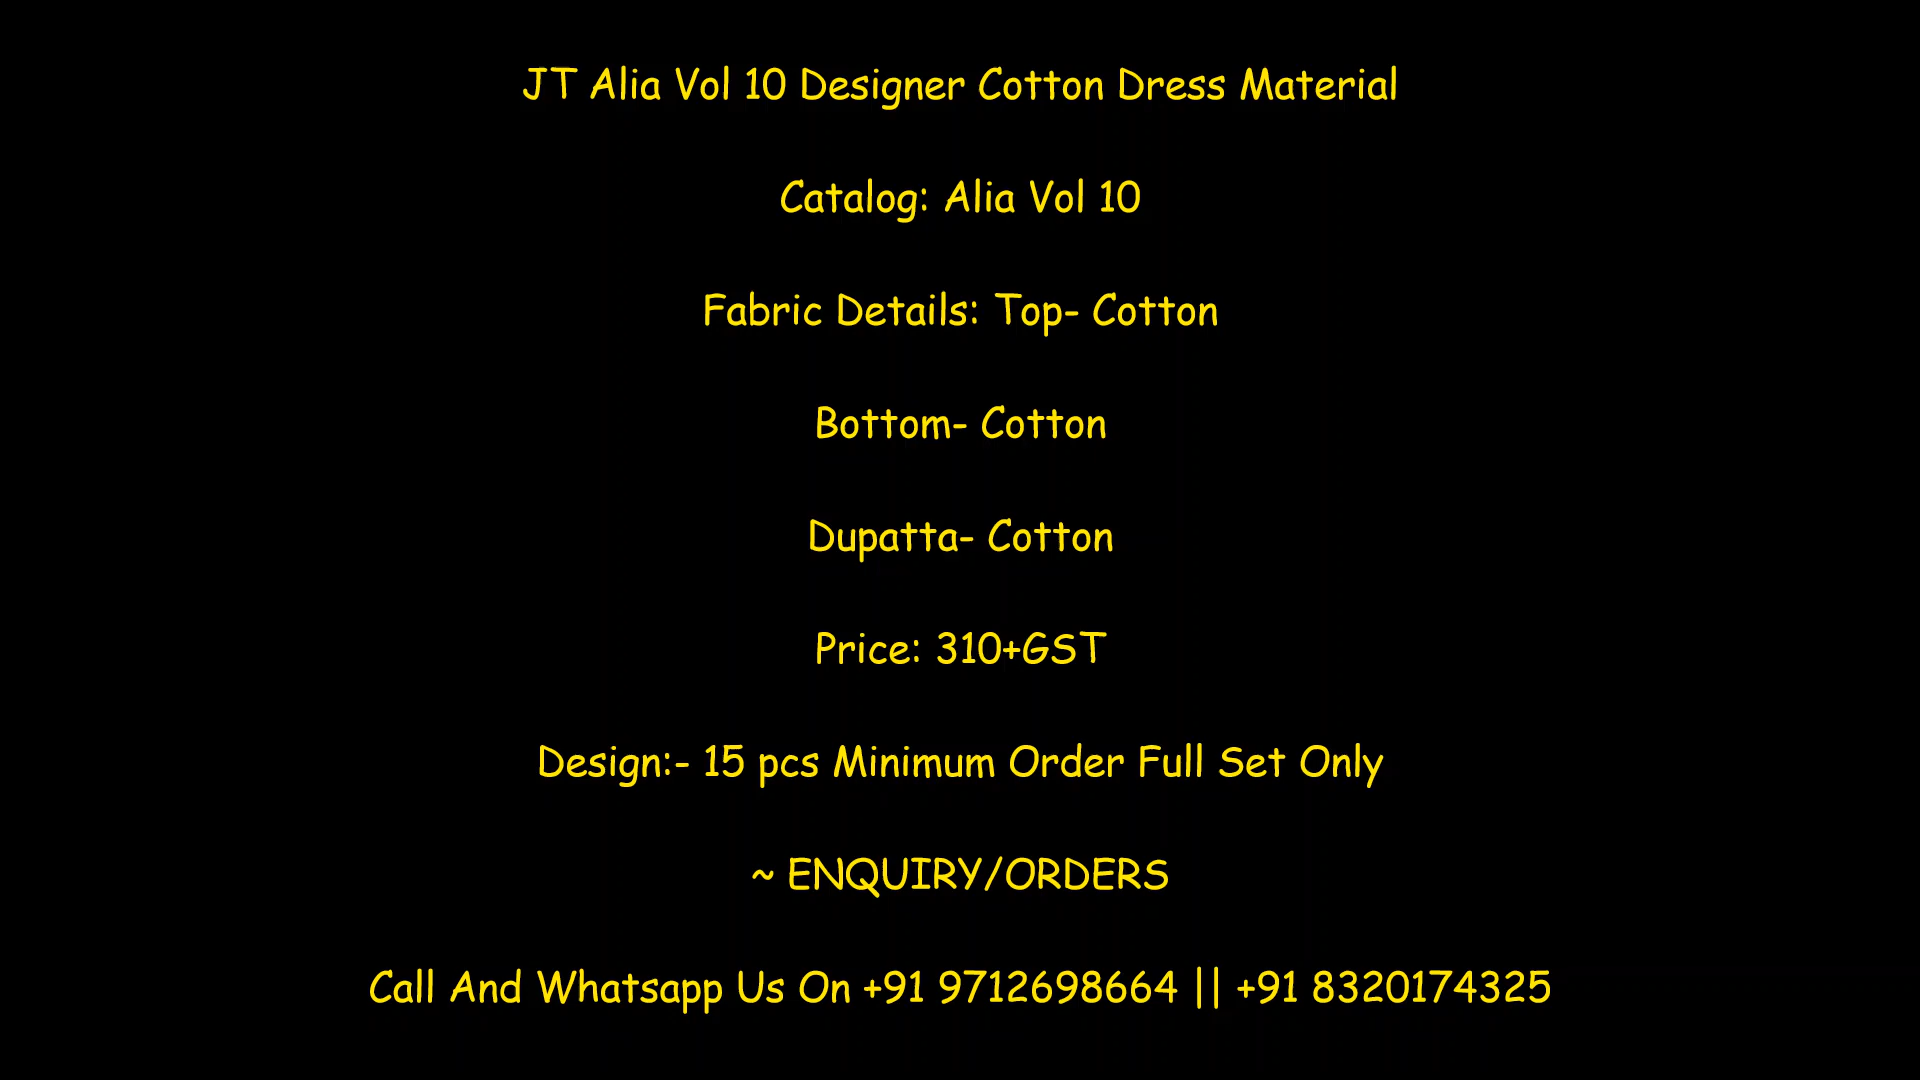 JT Alia Vol 10 Designer Cotton Dress Material
Catalog: Alia Vol 10
Fabric Details: Top- Cotton
Bottom- Cotton
Dupatta- Cotton
Price: 310+GST
Design:- 15 pcs Minimum Order Full Set Only
~ ENQUIRY/ORDERS
Call And Whatsapp Us On +91 9712698664 || +91 8320174325